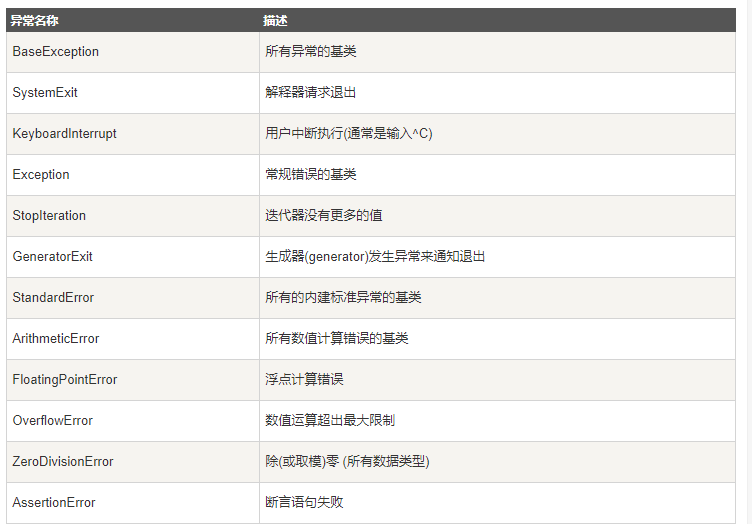 异常名称 描述
BaseException 所有异常的基类
SystemExit 解释器请求退出
KeyboardInterrupt 用户中断执行(通常是输入^C)
Exception 常规错误的基类
StopIteration 迭代器没有更多的值
GeneratorExit 生成器(generator)发生异常来通知退出
StandardError 所有的内建标准异常的基类
ArithmeticError 所有数值计算错误的基类
FloatingPointError 浮点计算错误
OverflowError 数值运算超出最大限制
ZeroDivisionError 除(或取模)零 (所有数据类型)
AssertionError 断言语句失败